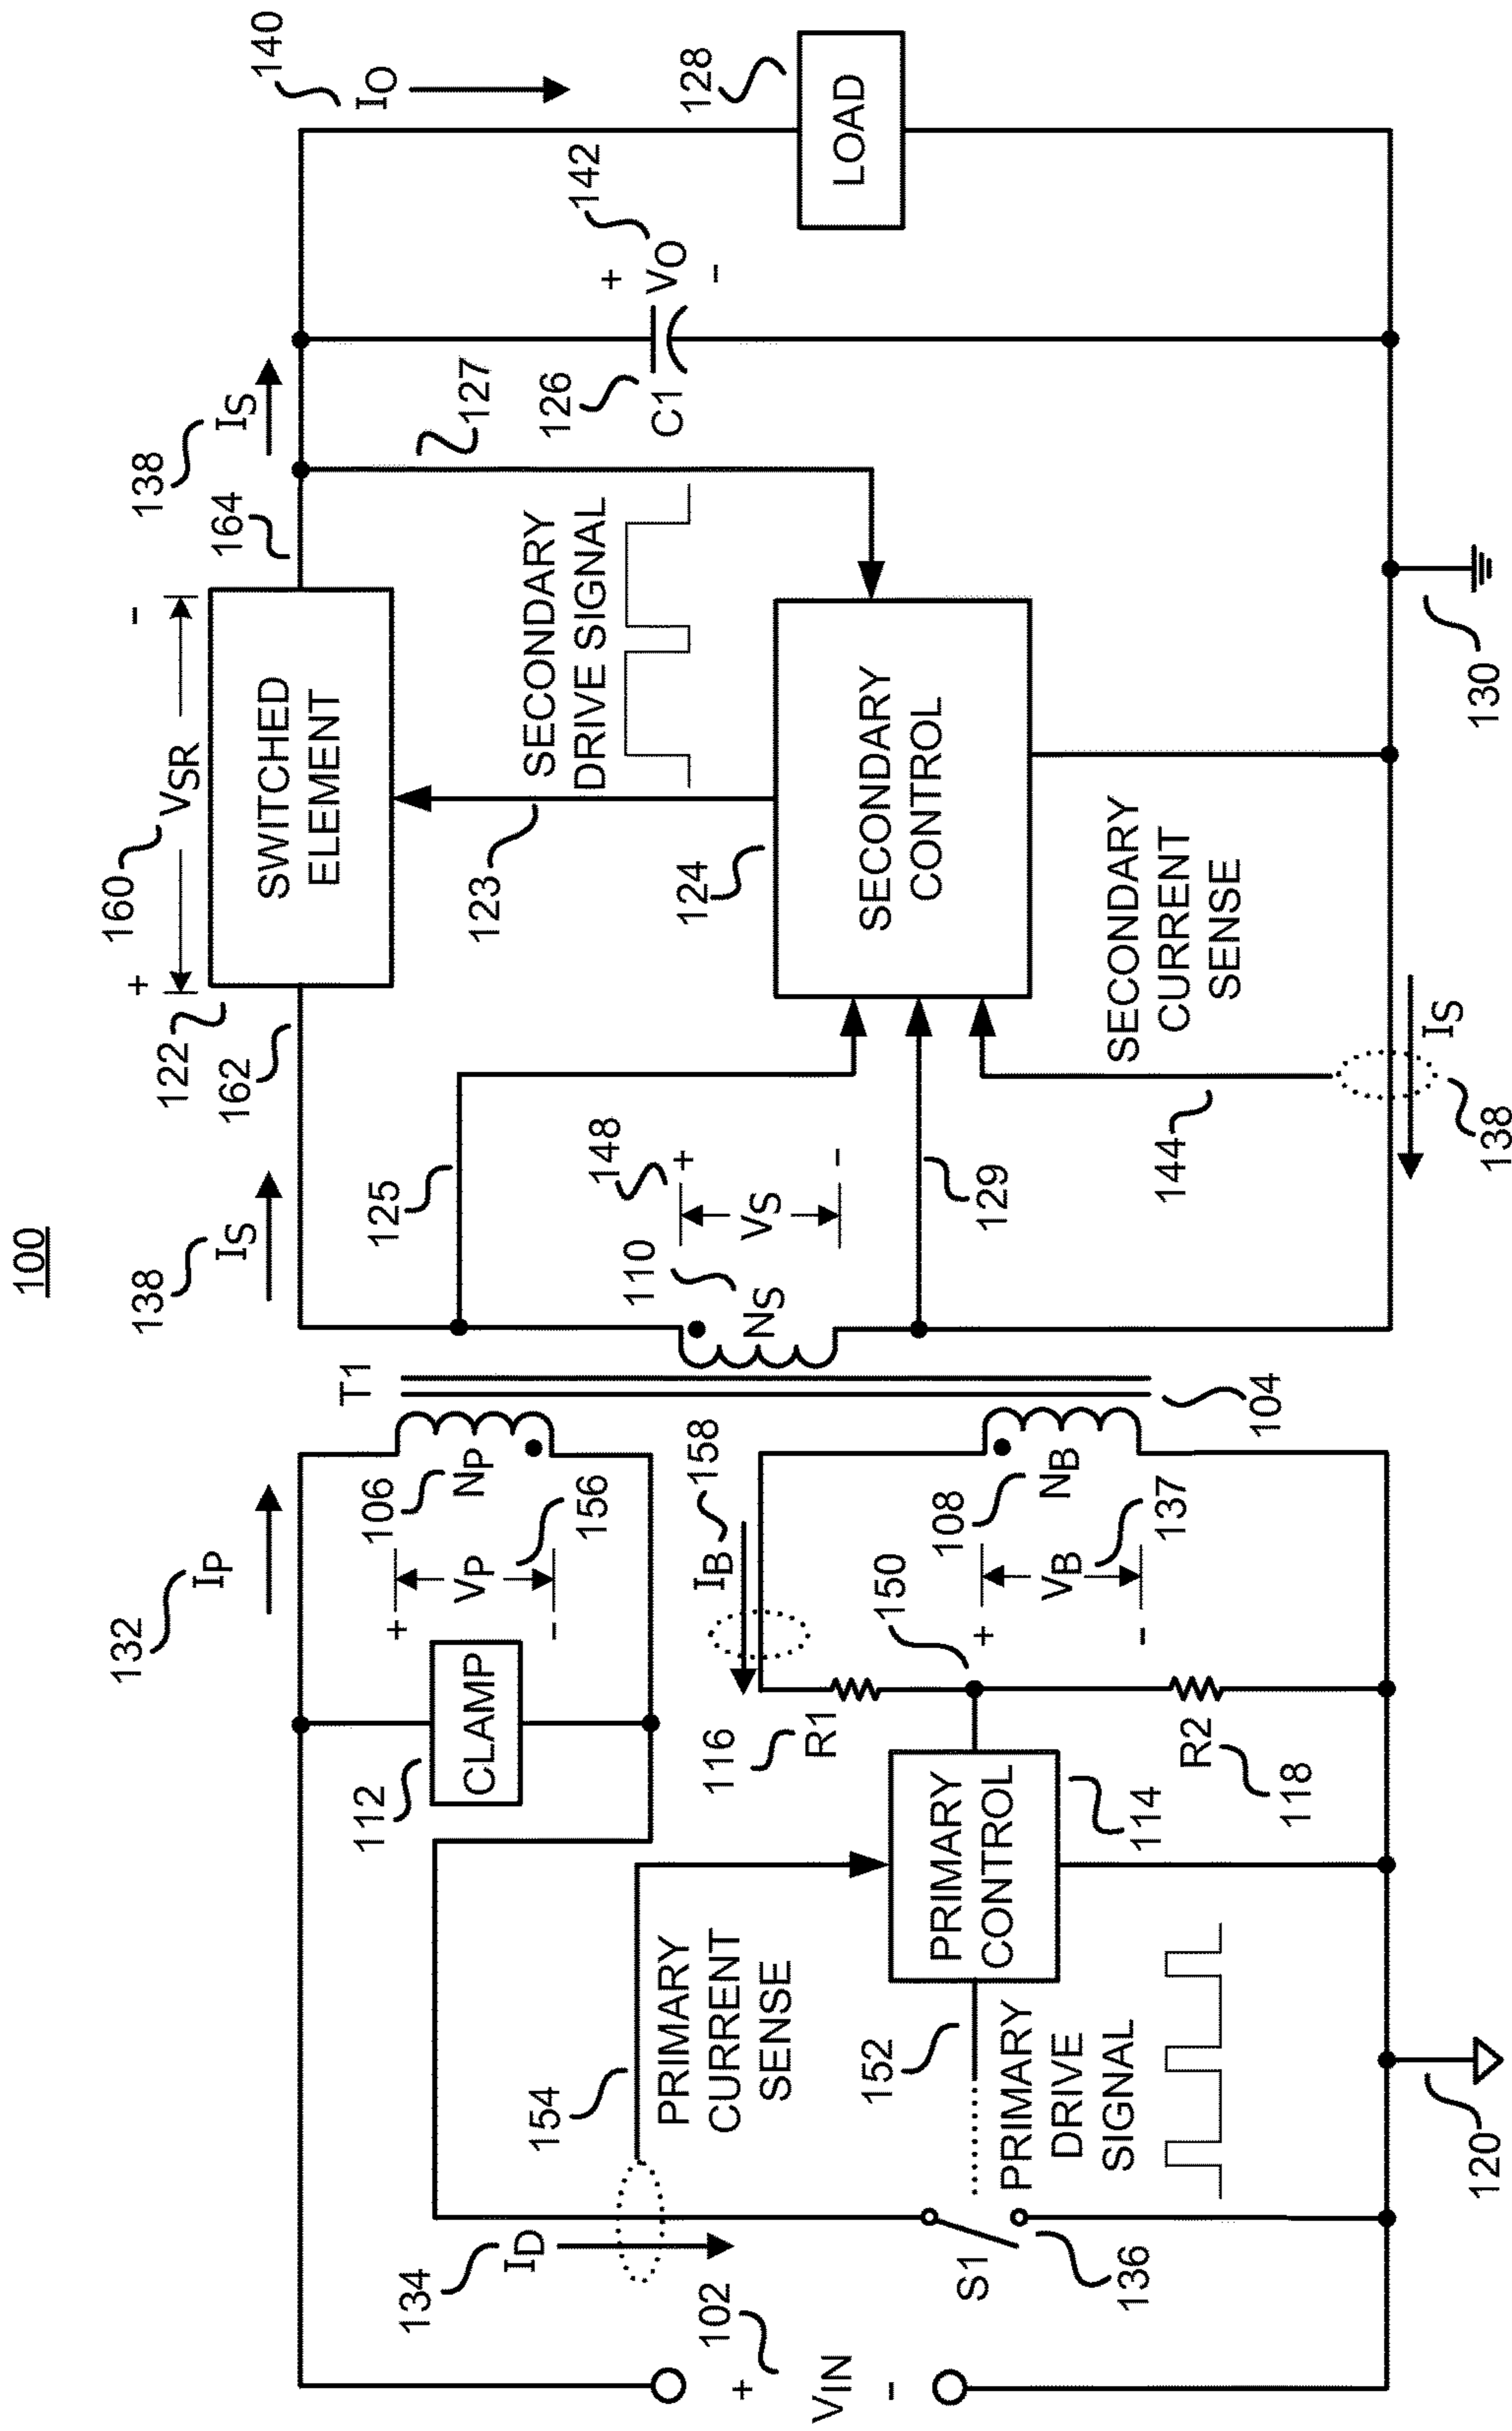 100
132
IP
138
IS
122
162
+
160
VSR
-
SWITCHED
ELEMENT
164
138
IS
140
IO
T1
112
CLAMP
+
VP
-
156
106
NP
110
NS
148
+
VS
-
125
129
123
SECONDARY
DRIVE SIGNAL
127
126
C1
+
VO
-
142
128
LOAD
134
ID
154
PRIMARY
CURRENT
SENSE
IB
158
116
R1
150
108
NB
+
VB
-
137
104
124
SECONDARY
CONTROL
102
+
VIN
-
S1
136
152
PRIMARY
DRIVE
SIGNAL
PRIMARY
CONTROL
114
R2
118
144
SECONDARY
CURRENT
SENSE
IS
138
120
130